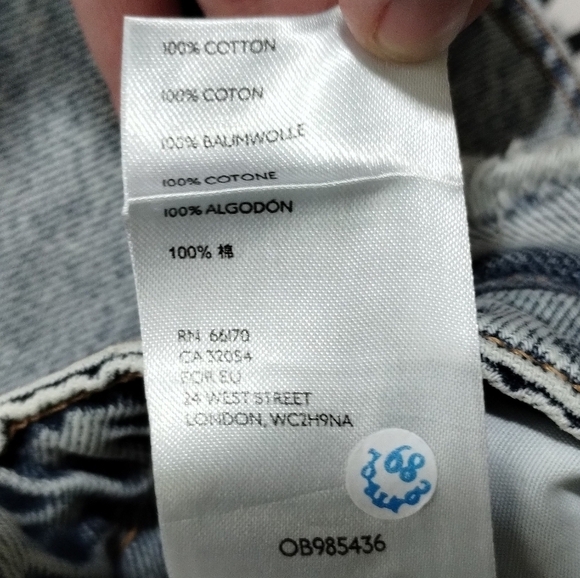 100% COTTON
100% COTON
100% BAUMWOLLE
100% COTONE
100% ALGODÓN
100% 棉
RN 66170
CA 32054
FOR EU
24 WEST STREET
LONDON, WC2H9NA
68
OB985436